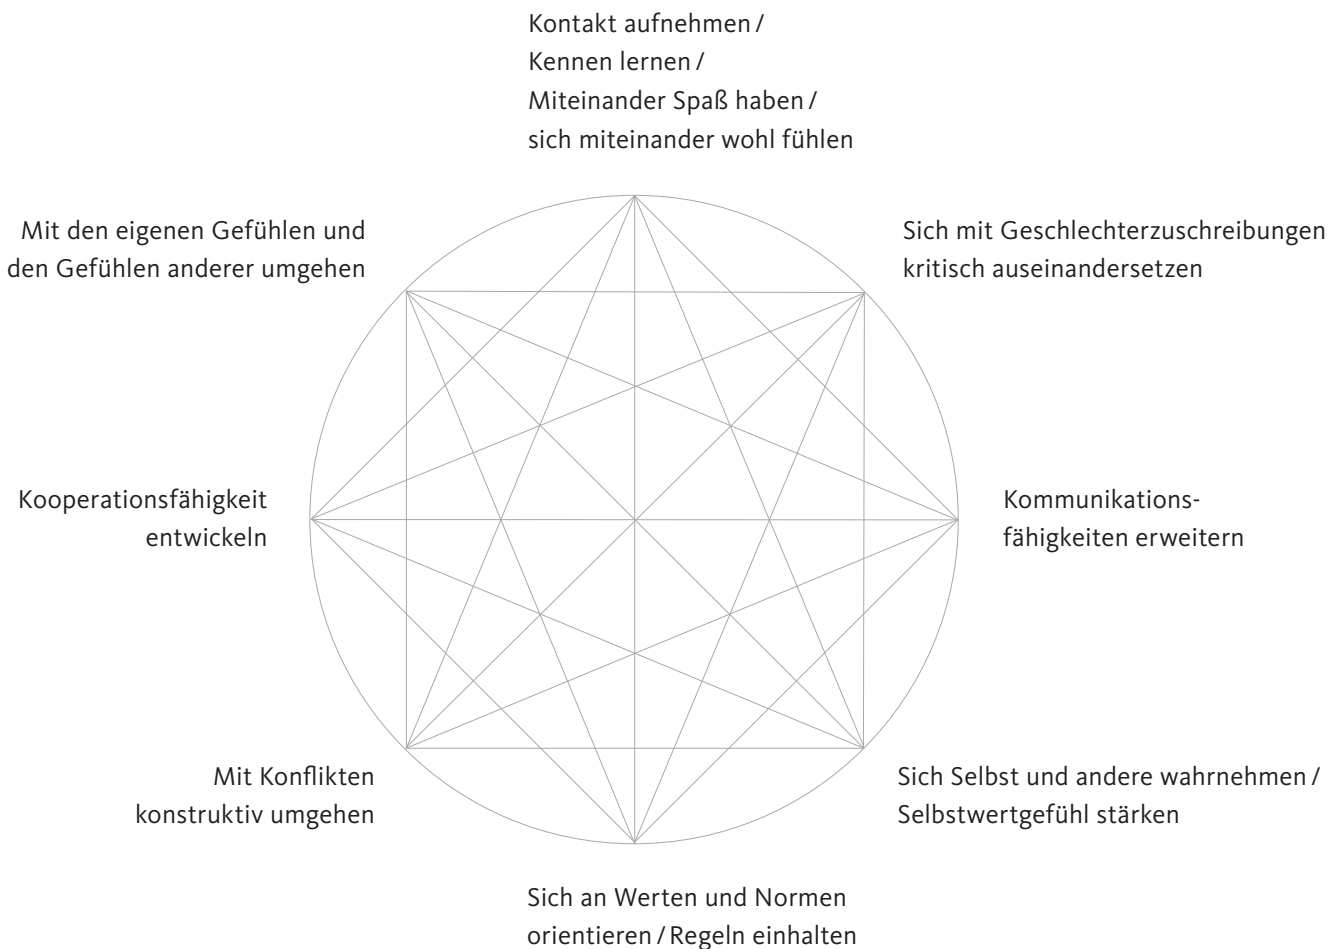 Kontakt aufnehmen /
Kennen lernen /
Miteinander Spaß haben /
sich miteinander wohl fühlen
Mit den eigenen Gefühlen und
den Gefühlen anderer umgehen
Sich mit Geschlechterzuschreibungen
kritisch auseinandersetzen
Kooperationsfähigkeit
entwickeln
Kommunikations-
fähigkeiten erweitern
Mit Konflikten
konstruktiv umgehen
Sich Selbst und andere wahrnehmen /
Selbstwertgefühl stärken
Sich an Werten und Normen
orientieren / Regeln einhalten